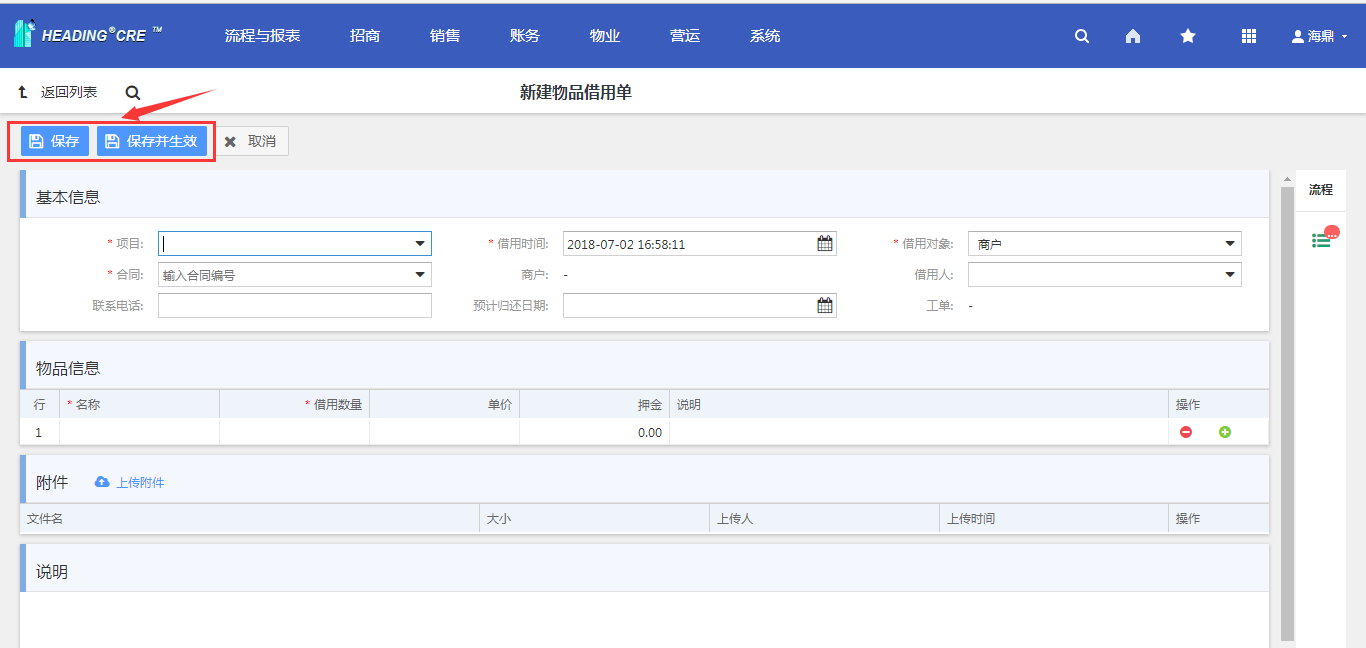 HEADING®CRE ™ 流程与报表 招商 销售 账务 物业 营运 系统 海鼎
返回列表 新建物品借用单
保存 保存并生效 取消
流程
基本信息
* 项目: * 借用时间: 2018-07-02 16:58:11 * 借用对象: 商户
* 合同: 输入合同编号 商户: - 借用人:
联系电话: 预计归还日期: 工单: -
物品信息
行 * 名称 * 借用数量 单价 押金 说明 操作
1 0.00
附件 上传附件
文件名 大小 上传人 上传时间 操作
说明